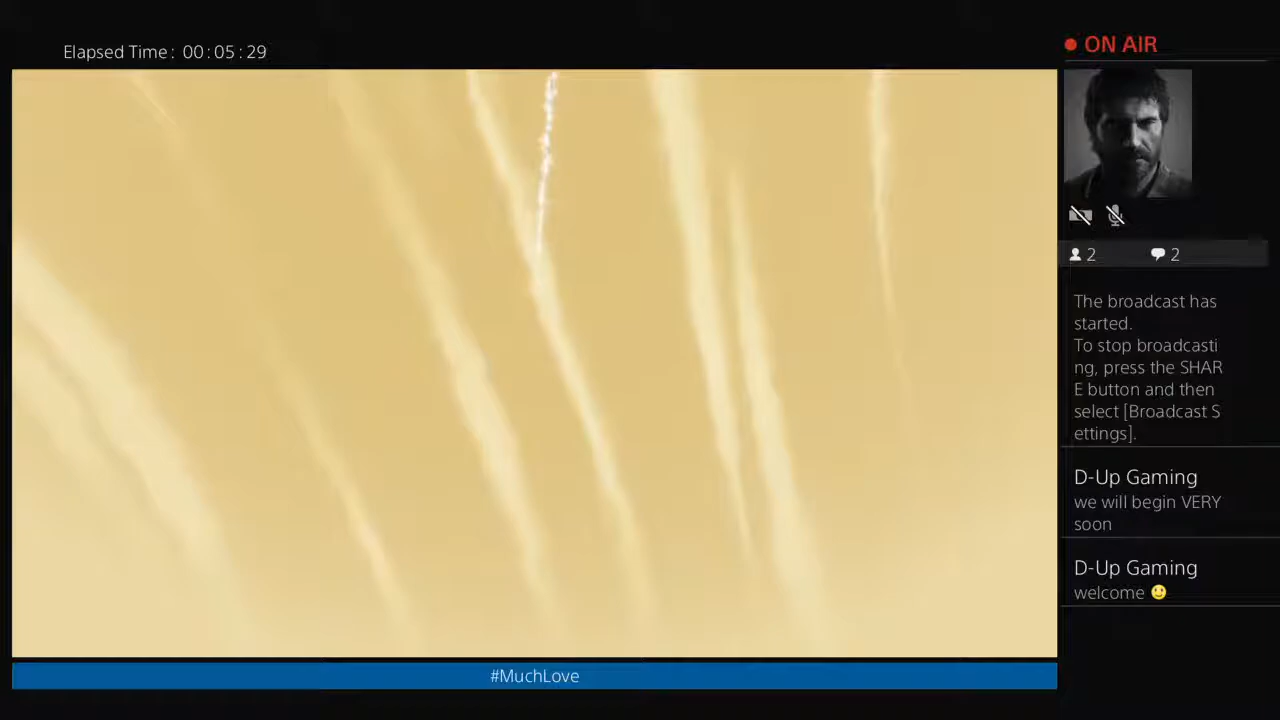 Elapsed Time: 00:05:29
ON AIR
2
2
The broadcast has
started.
To stop broadcasti
ng, press the SHAR
E button and then
select [Broadcast S
ettings].
D-Up Gaming
we will begin VERY
soon
D-Up Gaming
welcome 🙂
#MuchLove